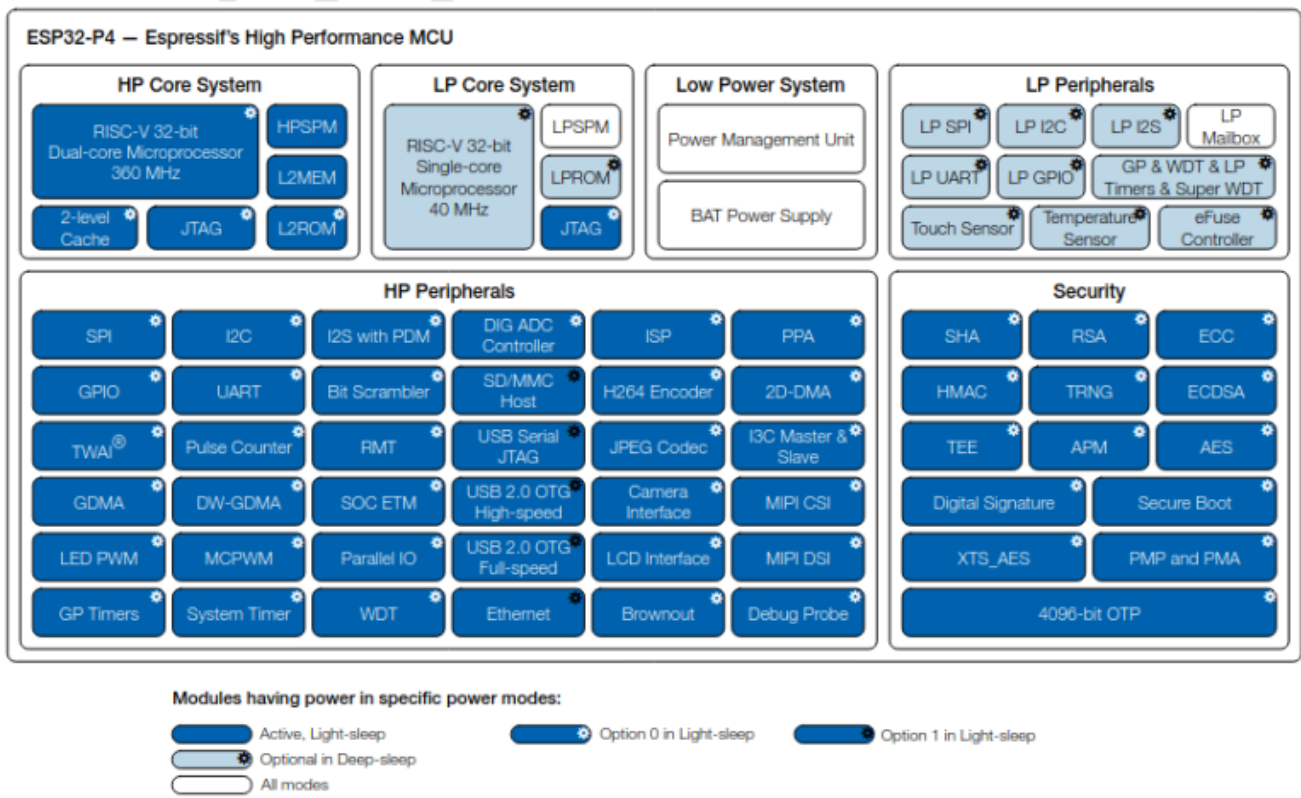 ESP32-P4 — Espressif's High Performance MCU
HP Core System
RISC-V 32-bit
Dual-core Microprocessor
360 MHz
HPSPM
L2MEM
2-level
Cache
JTAG
L2ROM
LP Core System
RISC-V 32-bit
Single-core
Microprocessor
40 MHz
LPSPM
LPROM
JTAG
Low Power System
Power Management Unit
BAT Power Supply
LP Peripherals
LP SPI
LP I2C
LP I2S
LP
Mailbox
LP UART
LP GPIO
GP & WDT & LP
Timers & Super WDT
Touch Sensor
Temperature
Sensor
eFuse
Controller
HP Peripherals
SPI
I2C
I2S with PDM
DIG ADC
Controller
ISP
PPA
GPIO
UART
Bit Scrambler
SD/MMC
Host
H264 Encoder
2D-DMA
TWAI®
Pulse Counter
RMT
USB Serial
JTAG
JPEG Codec
I3C Master &
Slave
GDMA
DW-GDMA
SOC ETM
USB 2.0 OTG
High-speed
Camera
Interface
MIPI CSI
LED PWM
MCPWM
Parallel IO
USB 2.0 OTG
Full-speed
LCD Interface
MIPI DSI
GP Timers
System Timer
WDT
Ethernet
Brownout
Debug Probe
Security
SHA
RSA
ECC
HMAC
TRNG
ECDSA
TEE
APM
AES
Digital Signature
Secure Boot
XTS_AES
PMP and PMA
4096-bit OTP
Modules having power in specific power modes:
Active, Light-sleep
Option 0 in Light-sleep
Option 1 in Light-sleep
Optional in Deep-sleep
All modes